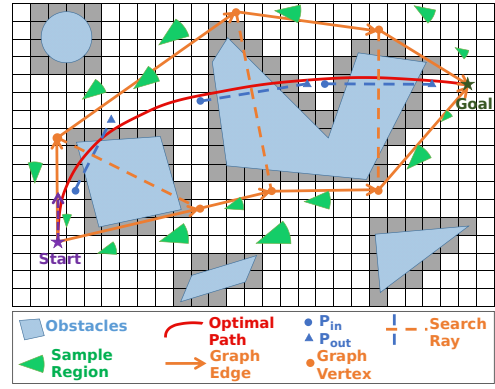 Goal
Start
Obstacles
Optimal
Path
P_in
P_out
Search
Ray
Sample
Region
Graph
Edge
Graph
Vertex